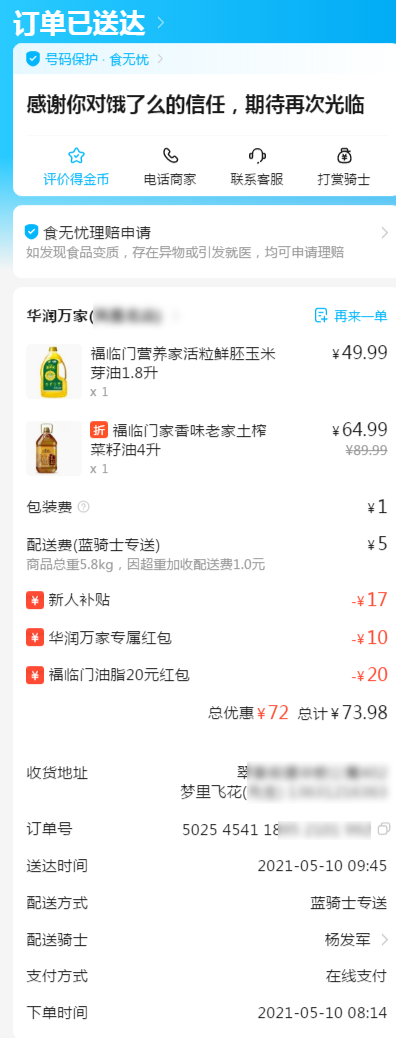 订单已送达
号码保护 · 食无忧
感谢你对饿了么的信任，期待再次光临
评价得金币 电话商家 联系客服 打赏骑士
食无忧理赔申请
如发现食品变质，存在异物或引发就医，均可申请理赔
华润万家( 再来一单
福临门营养家活粒鲜胚玉米 ¥49.99
芽油1.8升
x 1
折 福临门家香味老家土榨 ¥64.99
菜籽油4升 ¥89.99
x 1
包装费 ¥1
配送费(蓝骑士专送) ¥5
商品总重5.8kg，因超重加收配送费1.0元
¥ 新人补贴 -¥17
¥ 华润万家专属红包 -¥10
¥ 福临门油脂20元红包 -¥20
总优惠¥72 总计¥73.98
收货地址 翠
梦里飞花(
订单号 5025 4541 18
送达时间 2021-05-10 09:45
配送方式 蓝骑士专送
配送骑士 杨发军
支付方式 在线支付
下单时间 2021-05-10 08:14